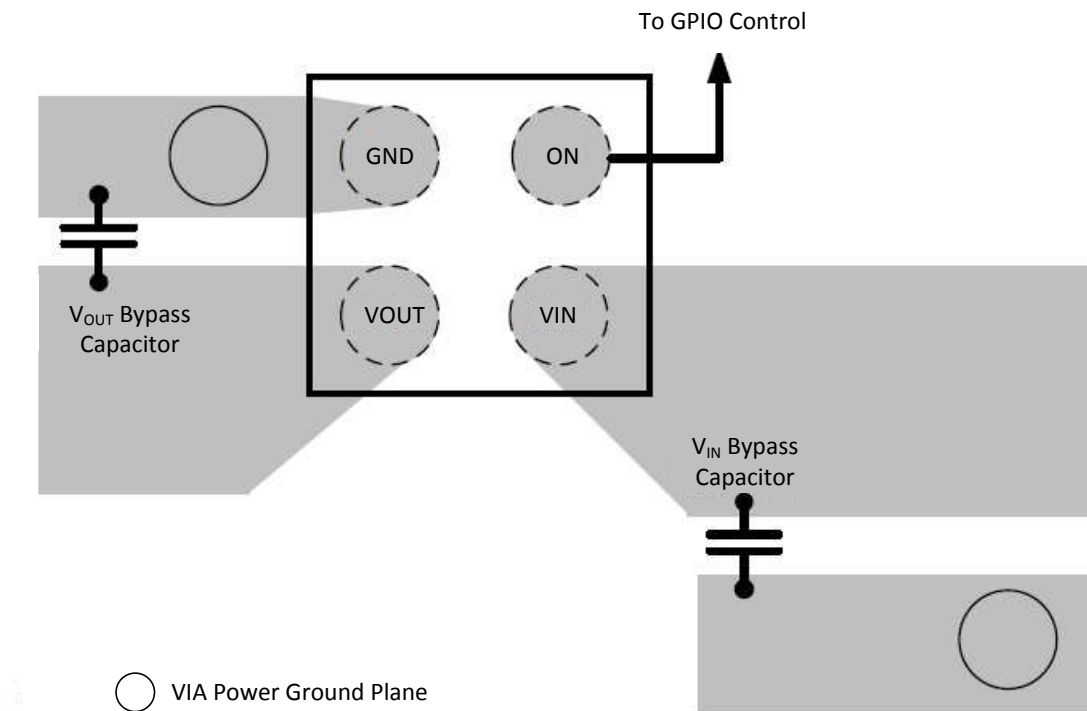 To GPIO Control
GND
ON
VOUT
VIN
VOUT Bypass
Capacitor
VIN Bypass
Capacitor
VIA Power Ground Plane